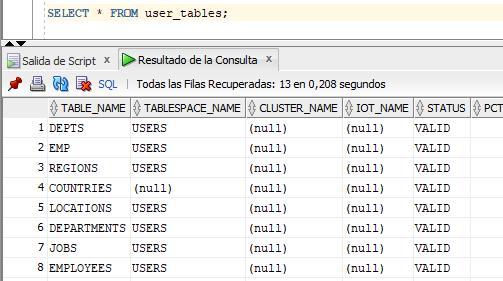 SELECT * FROM user_tables;
Salida de Script x Resultado de la Consulta x
SQL | Todas las Filas Recuperadas: 13 en 0,208 segundos
TABLE_NAME TABLESPACE_NAME CLUSTER_NAME IOT_NAME STATUS PCT
1 DEPTS USERS (null) (null) VALID
2 EMP USERS (null) (null) VALID
3 REGIONS USERS (null) (null) VALID
4 COUNTRIES (null) (null) (null) VALID
5 LOCATIONS USERS (null) (null) VALID
6 DEPARTMENTS USERS (null) (null) VALID
7 JOBS USERS (null) (null) VALID
8 EMPLOYEES USERS (null) (null) VALID